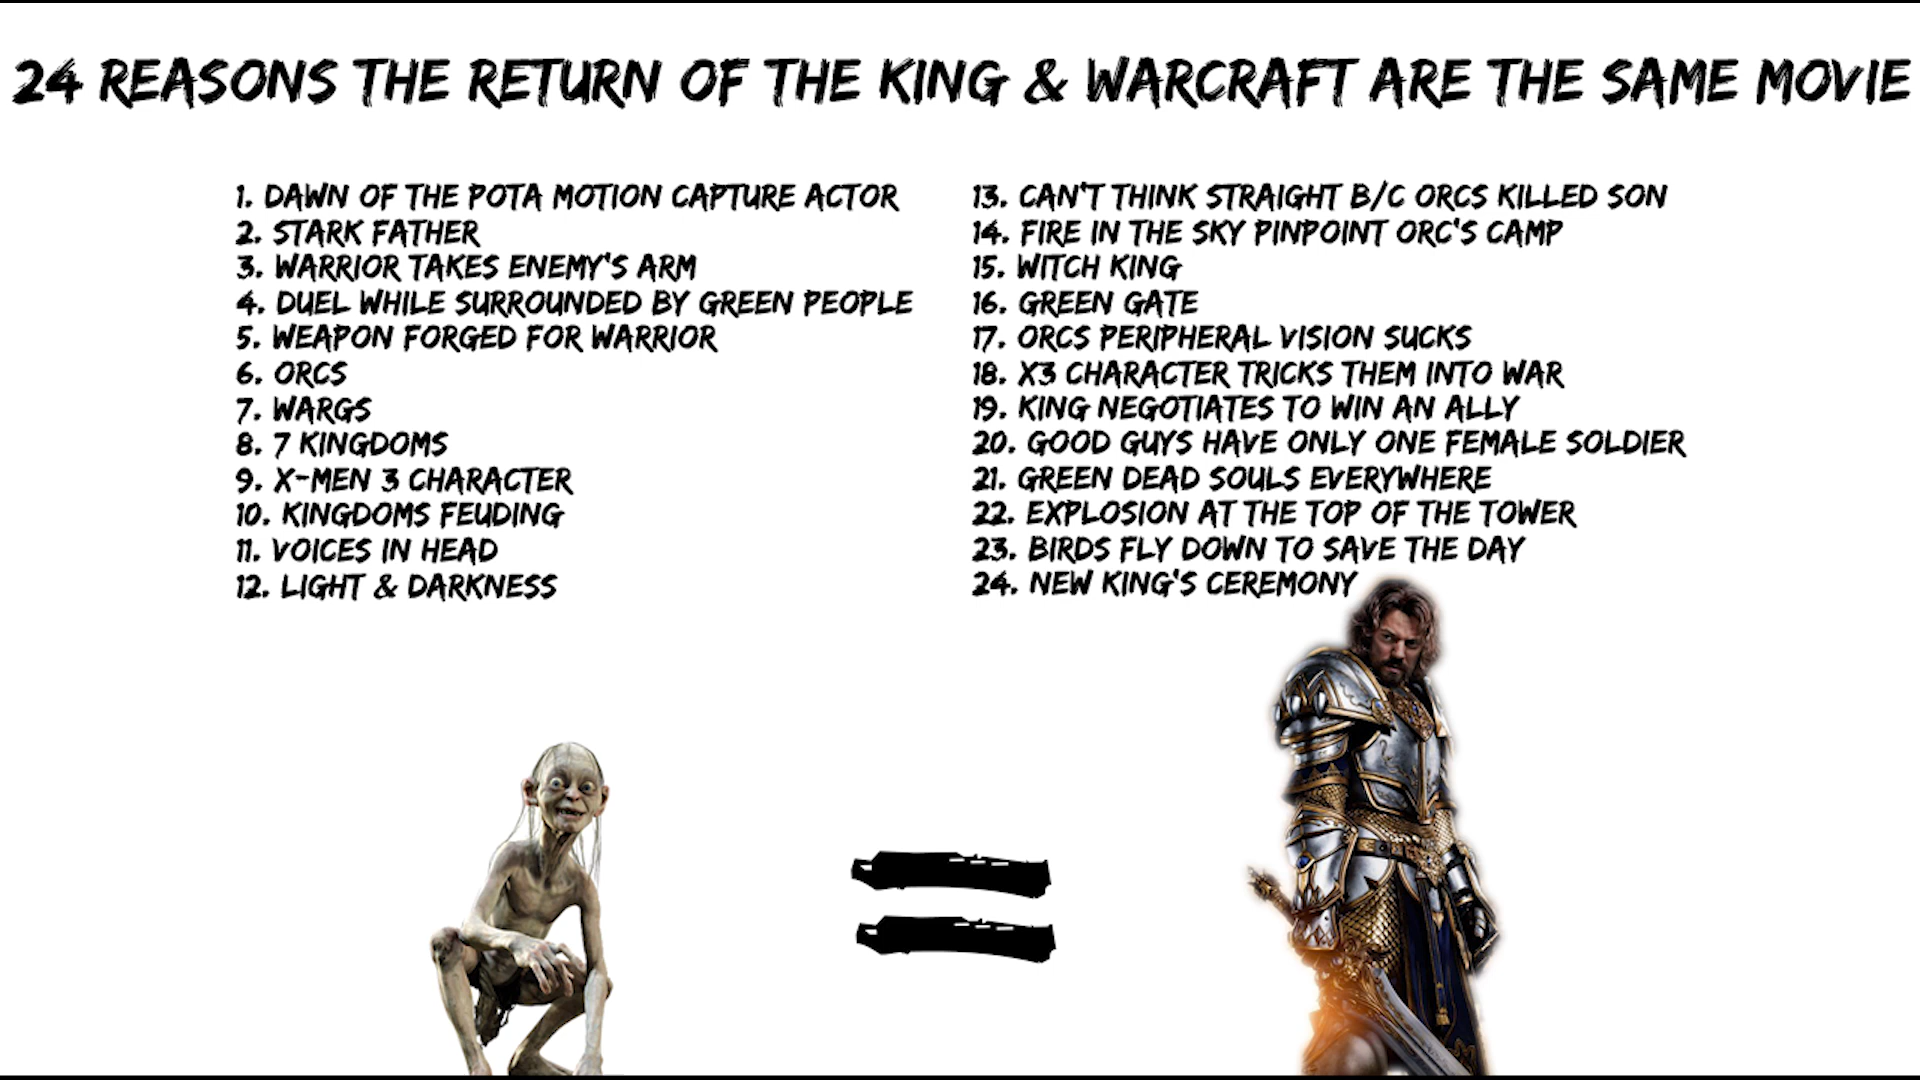 24 REASONS THE RETURN OF THE KING & WARCRAFT ARE THE SAME MOVIE
1. DAWN OF THE POTA MOTION CAPTURE ACTOR
2. STARK FATHER
3. WARRIOR TAKES ENEMY'S ARM
4. DUEL WHILE SURROUNDED BY GREEN PEOPLE
5. WEAPON FORGED FOR WARRIOR
6. ORCS
7. WARGS
8. 7 KINGDOMS
9. X-MEN 3 CHARACTER
10. KINGDOMS FEUDING
11. VOICES IN HEAD
12. LIGHT & DARKNESS
13. CAN'T THINK STRAIGHT B/C ORCS KILLED SON
14. FIRE IN THE SKY PINPOINT ORC'S CAMP
15. WITCH KING
16. GREEN GATE
17. ORCS PERIPHERAL VISION SUCKS
18. X3 CHARACTER TRICKS THEM INTO WAR
19. KING NEGOTIATES TO WIN AN ALLY
20. GOOD GUYS HAVE ONLY ONE FEMALE SOLDIER
21. GREEN DEAD SOULS EVERYWHERE
22. EXPLOSION AT THE TOP OF THE TOWER
23. BIRDS FLY DOWN TO SAVE THE DAY
24. NEW KING'S CEREMONY